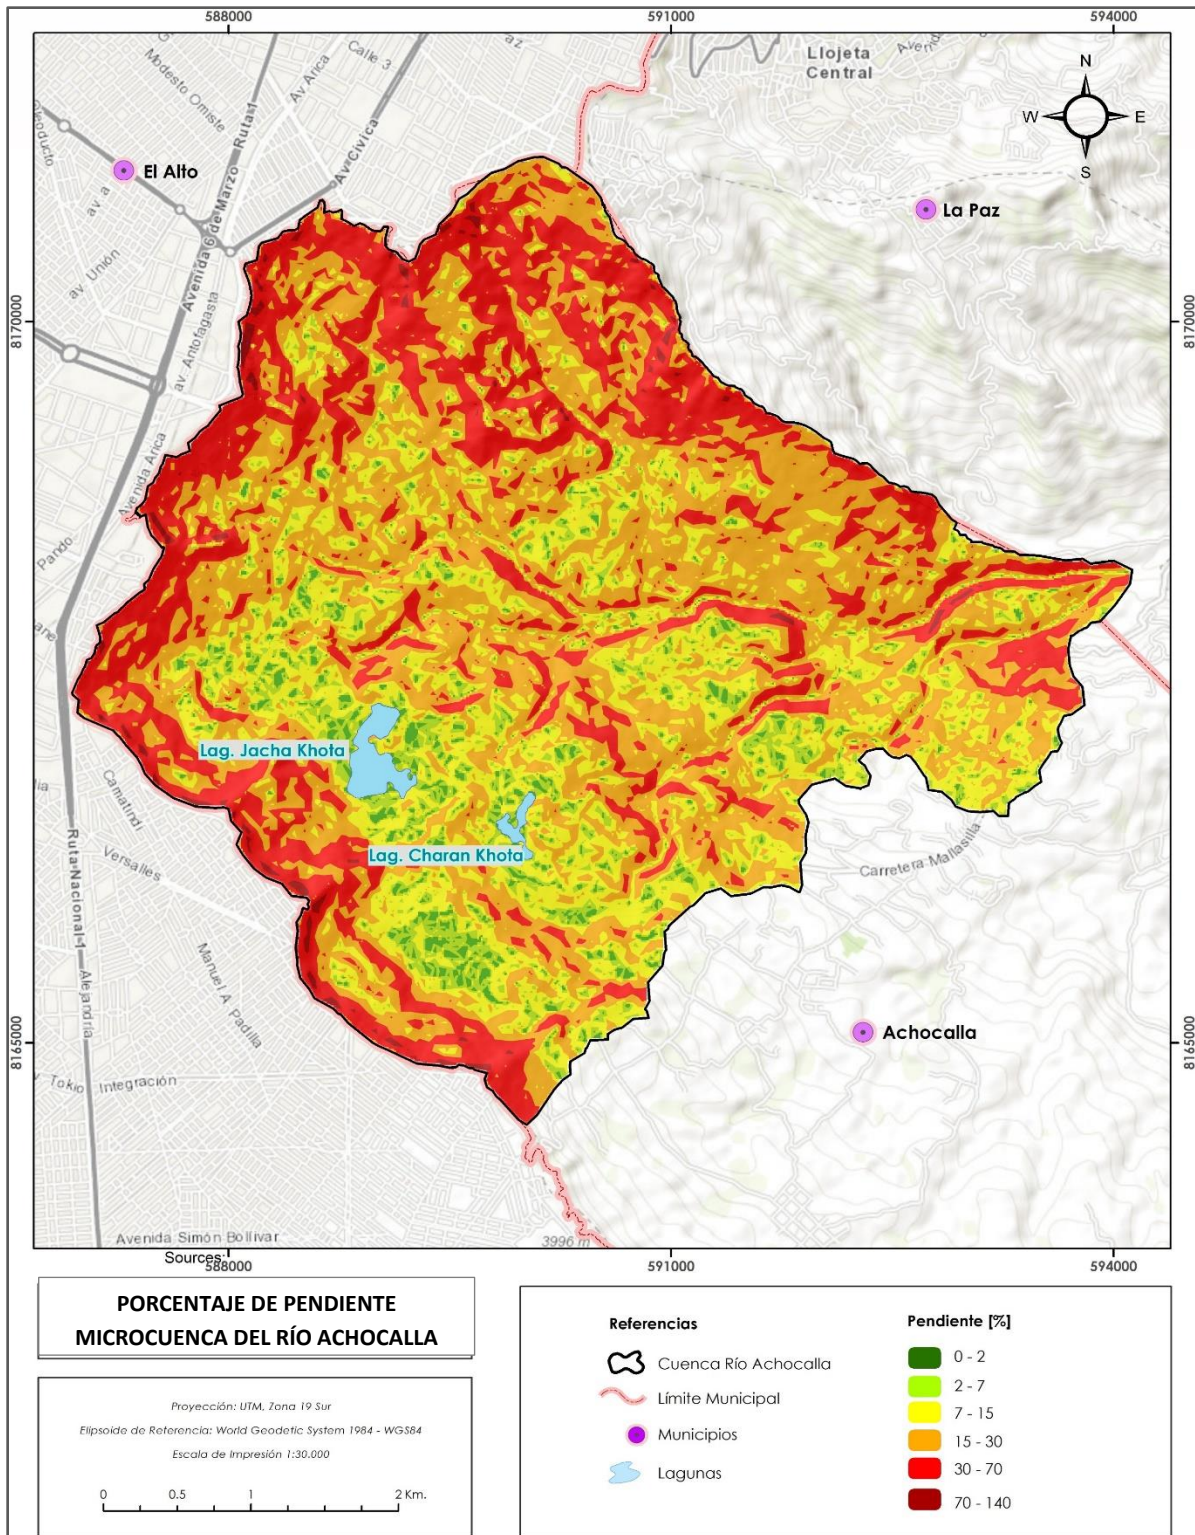 588000
591000
594000
Calle 3
az
Llojeta
Central
Modesto Omiste
Av Arica
Ruta 1
Av Cívica
N
W
E
S
El Alto
av. a
La Paz
Avenida 6 de Marzo
av. Unión
av. Antofagasta
8170000
8170000
Avenida Arica
Pando
Lag. Jacha Khota
Camatindi
Lag. Charan Khota
Versalles
Carretera Mallasilla
Ruta Nacional 1
Manuel A Padilla
Alejandría
Achocalla
8165000
8165000
Tokio
Integración
Avenida Simón Bolívar
3996 m
Sources:
588000
591000
594000
PORCENTAJE DE PENDIENTE
MICROCUENCA DEL RÍO ACHOCALLA
Proyección: UTM, Zona 19 Sur
Elipsoide de Referencia: World Geodetic System 1984 - WGS84
Escala de Impresión 1:30.000
0 0.5 1 2 Km.
Referencias
Cuenca Río Achocalla
Límite Municipal
Municipios
Lagunas
Pendiente [%]
0 - 2
2 - 7
7 - 15
15 - 30
30 - 70
70 - 140